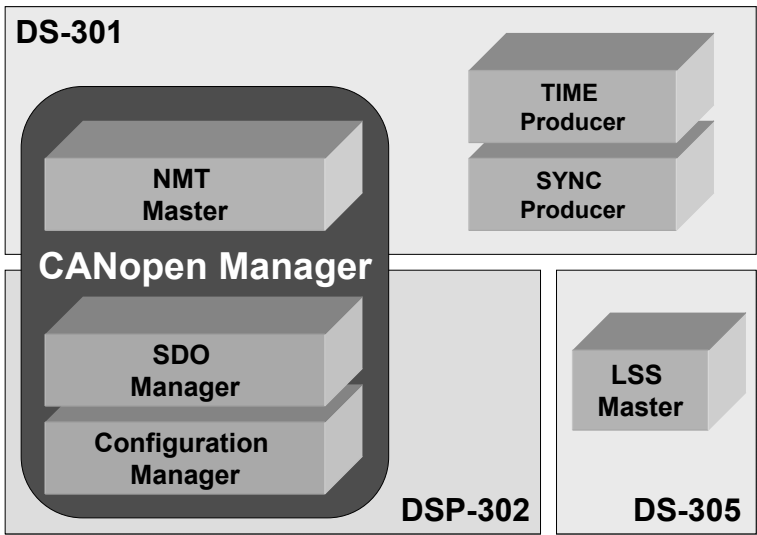 DS-301
TIME
Producer
SYNC
Producer
NMT
Master
CANopen Manager
SDO
Manager
Configuration
Manager
DSP-302
LSS
Master
DS-305